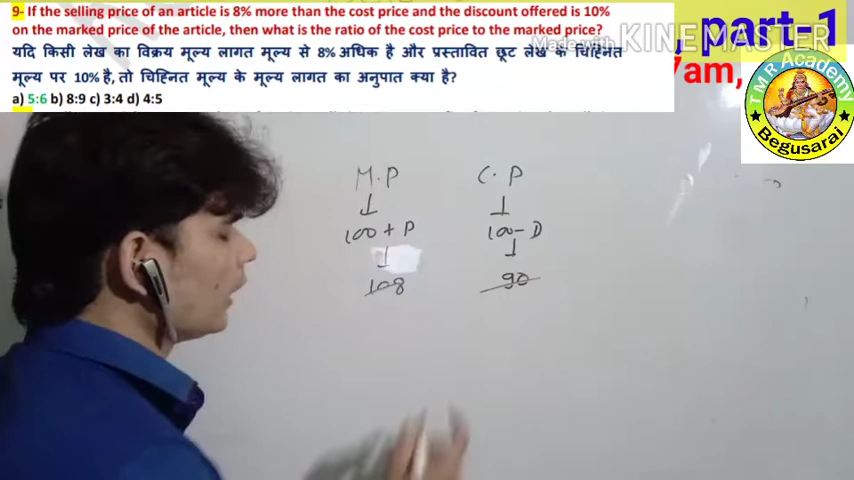 9- If the selling price of an article is 8% more than the cost price and the discount offered is 10%
on the marked price of the article, then what is the ratio of the cost price to the marked price?
यदि किसी लेख का विक्रय मूल्य लागत मूल्य से 8% अधिक है और प्रस्तावित छूट लेख के चिह्नित
मूल्य पर 10% है, तो चिह्नित मूल्य के मूल्य लागत का अनुपात क्या है?
a) 5:6 b) 8:9 c) 3:4 d) 4:5
Made with KINEMASTER
, part-1
7am,
TMR Academy
Begusarai
M.P C.P
100 + P 100 - D
108 90